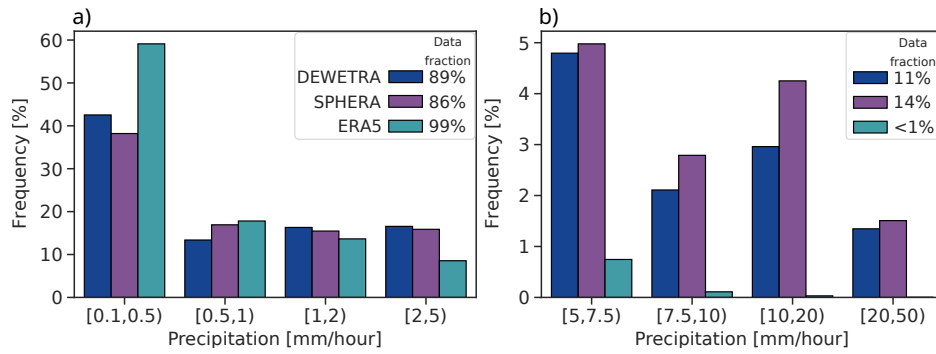 a)
Frequency [%]
60
50
40
30
20
10
0
Data
fraction
DEWETRA 89%
SPHERA 86%
ERA5 99%
[0.1,0.5) [0.5,1) [1,2) [2,5)
Precipitation [mm/hour]
b)
Frequency [%]
5
4
3
2
1
0
Data
fraction
11%
14%
<1%
[5,7.5) [7.5,10) [10,20) [20,50)
Precipitation [mm/hour]